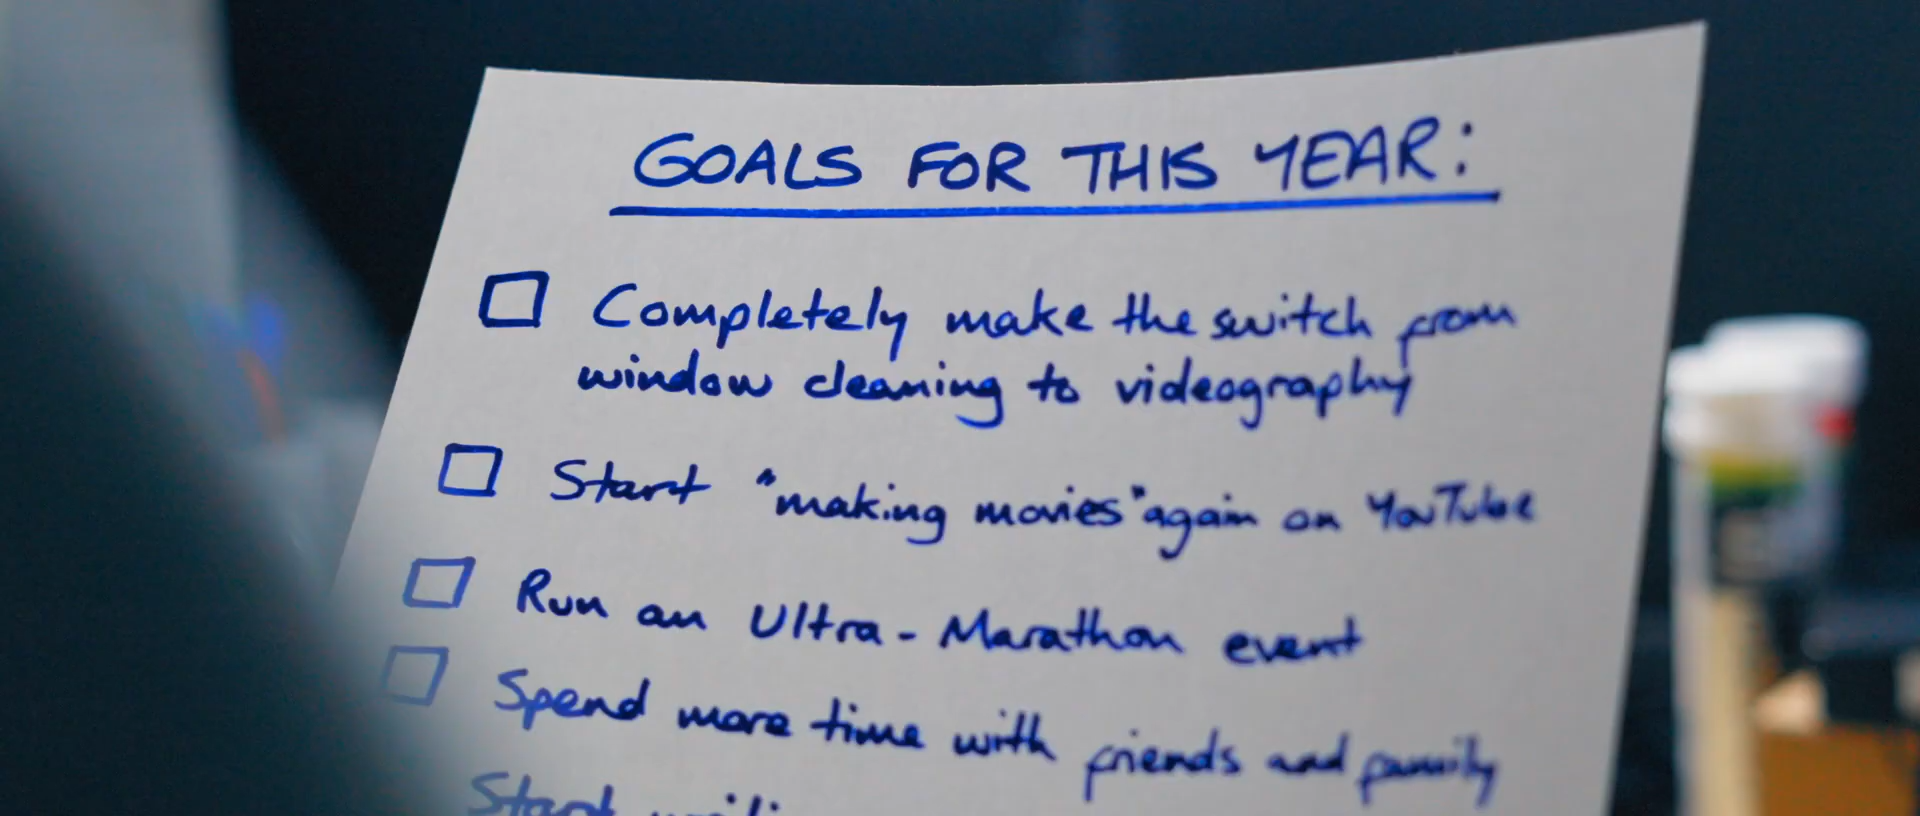 GOALS FOR THIS YEAR:
Completely make the switch from
window cleaning to videography
Start "making movies" again on YouTube
Run an Ultra-Marathon event
Spend more time with friends and family
Start